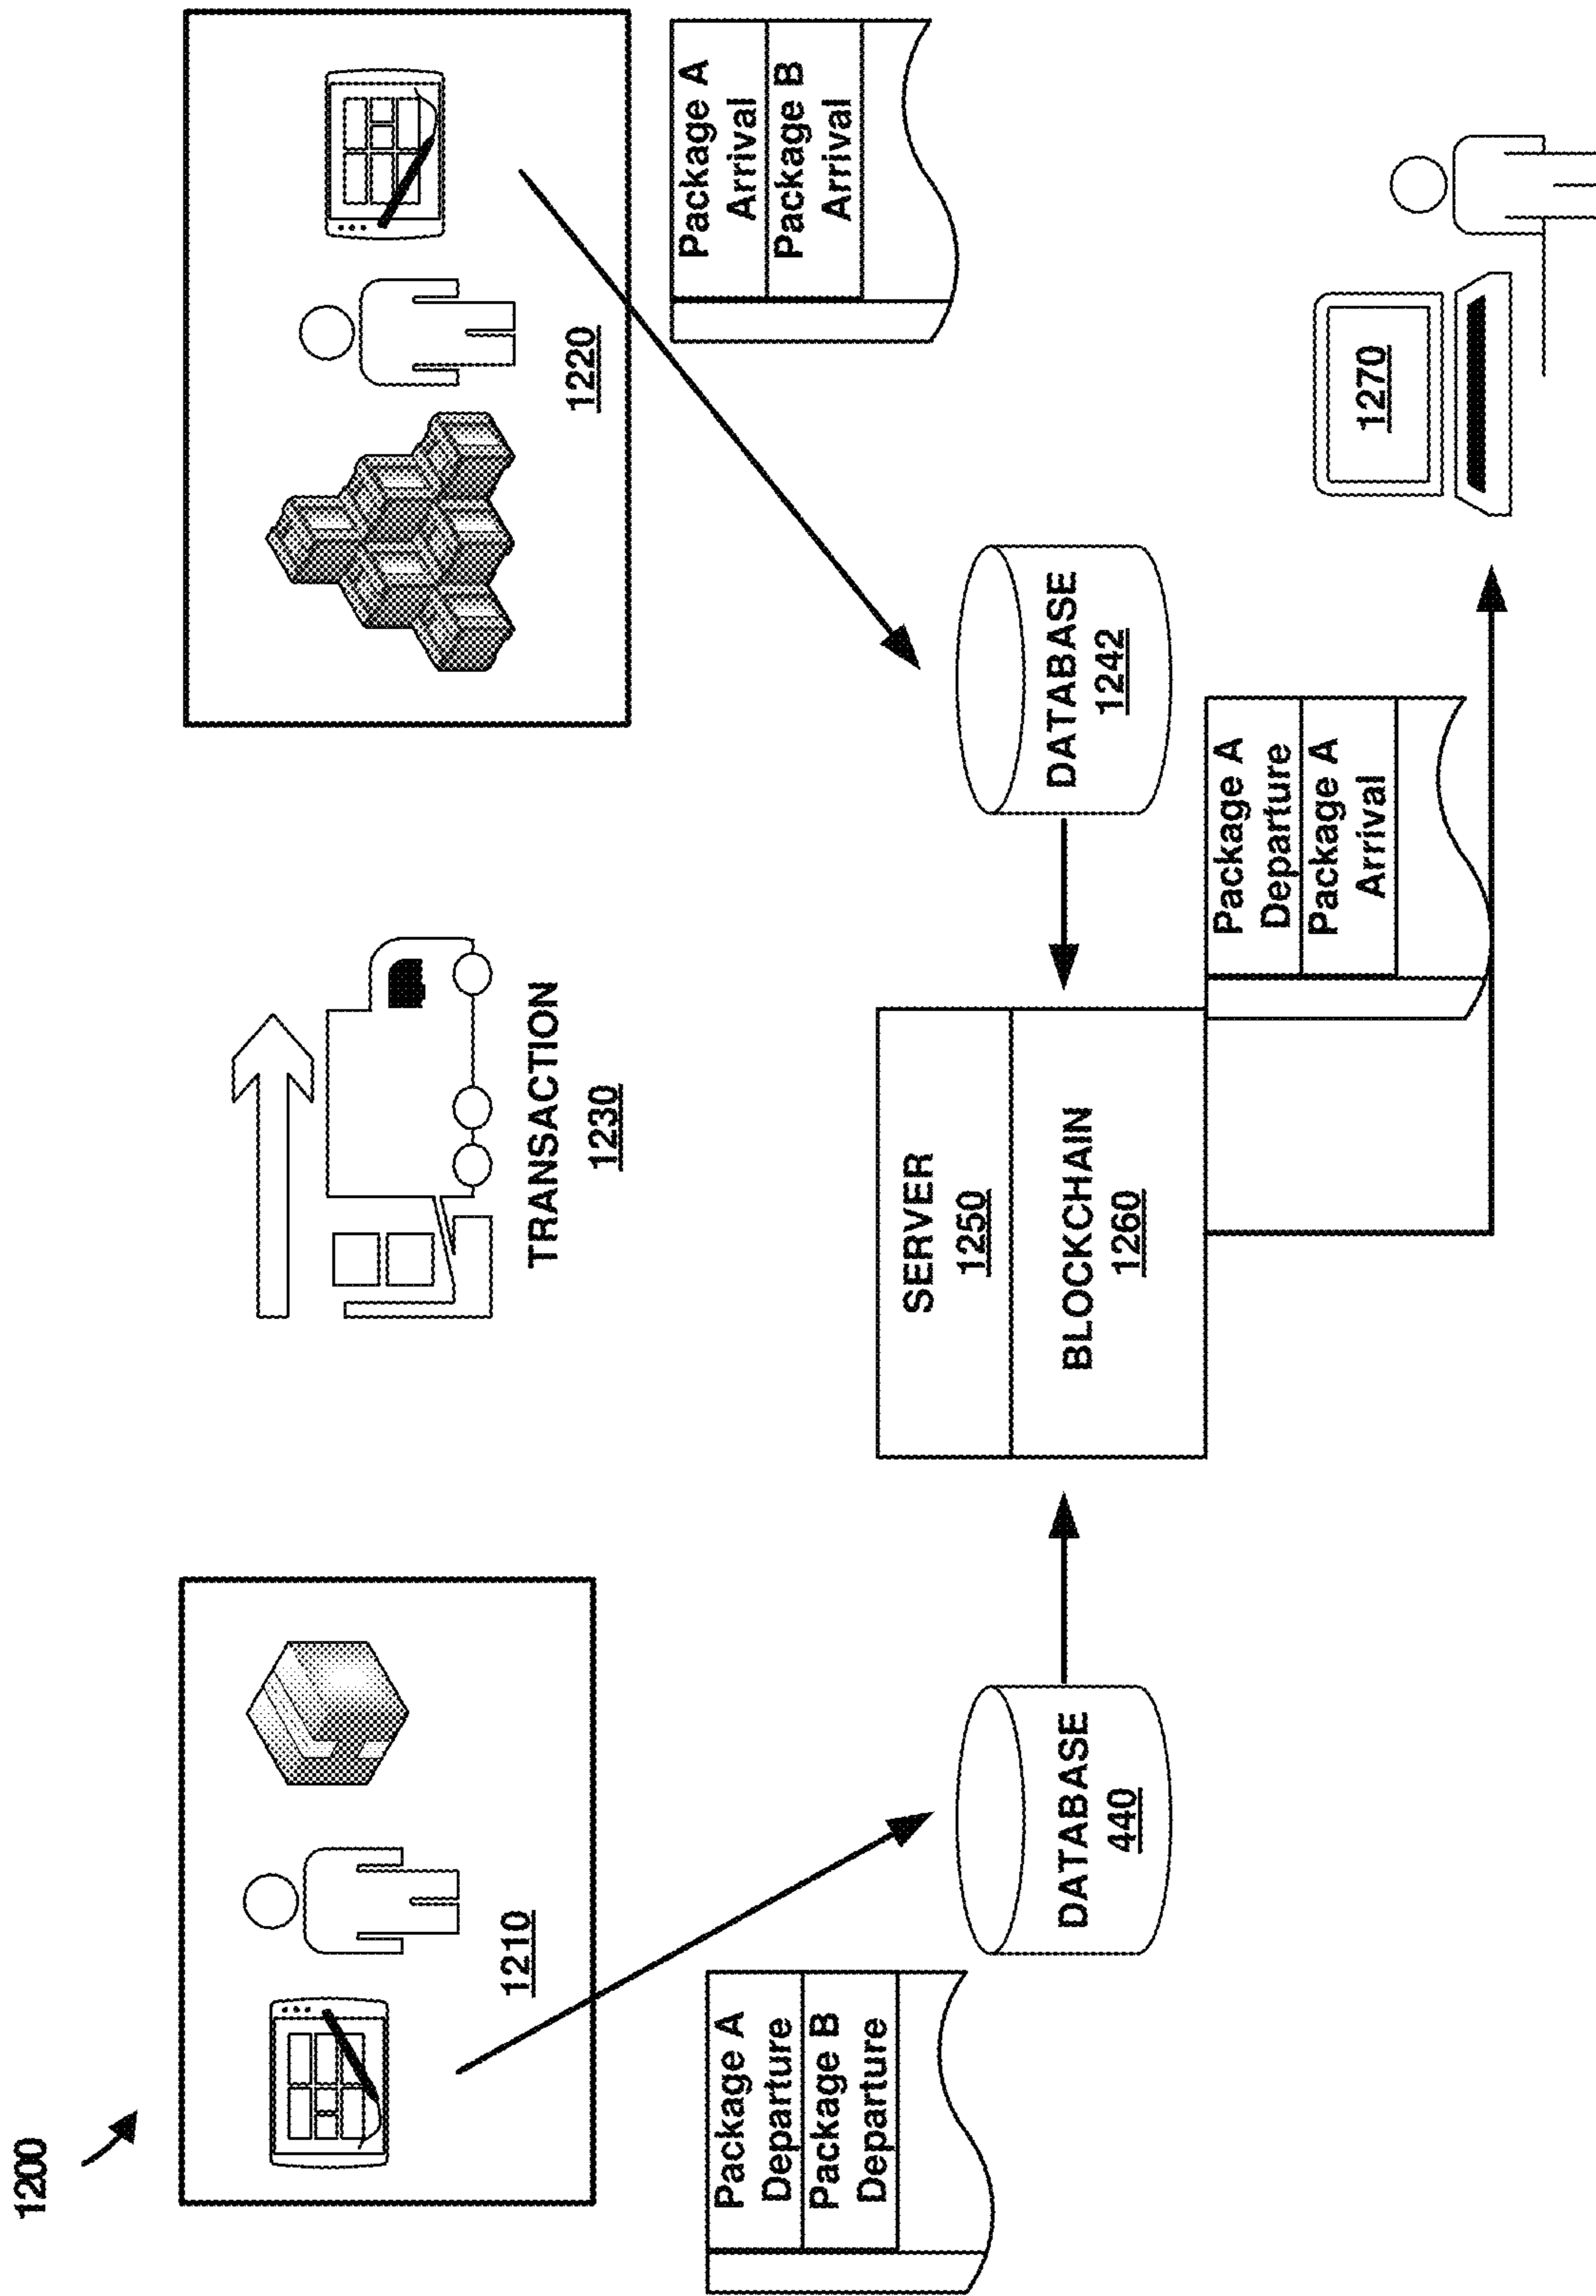 1200
1210
TRANSACTION
1230
1220
Package A
Departure
Package B
Departure
DATABASE
440
SERVER
1250
BLOCKCHAIN
1260
DATABASE
1242
Package A
Arrival
Package B
Arrival
Package A
Departure
Package A
Arrival
1270